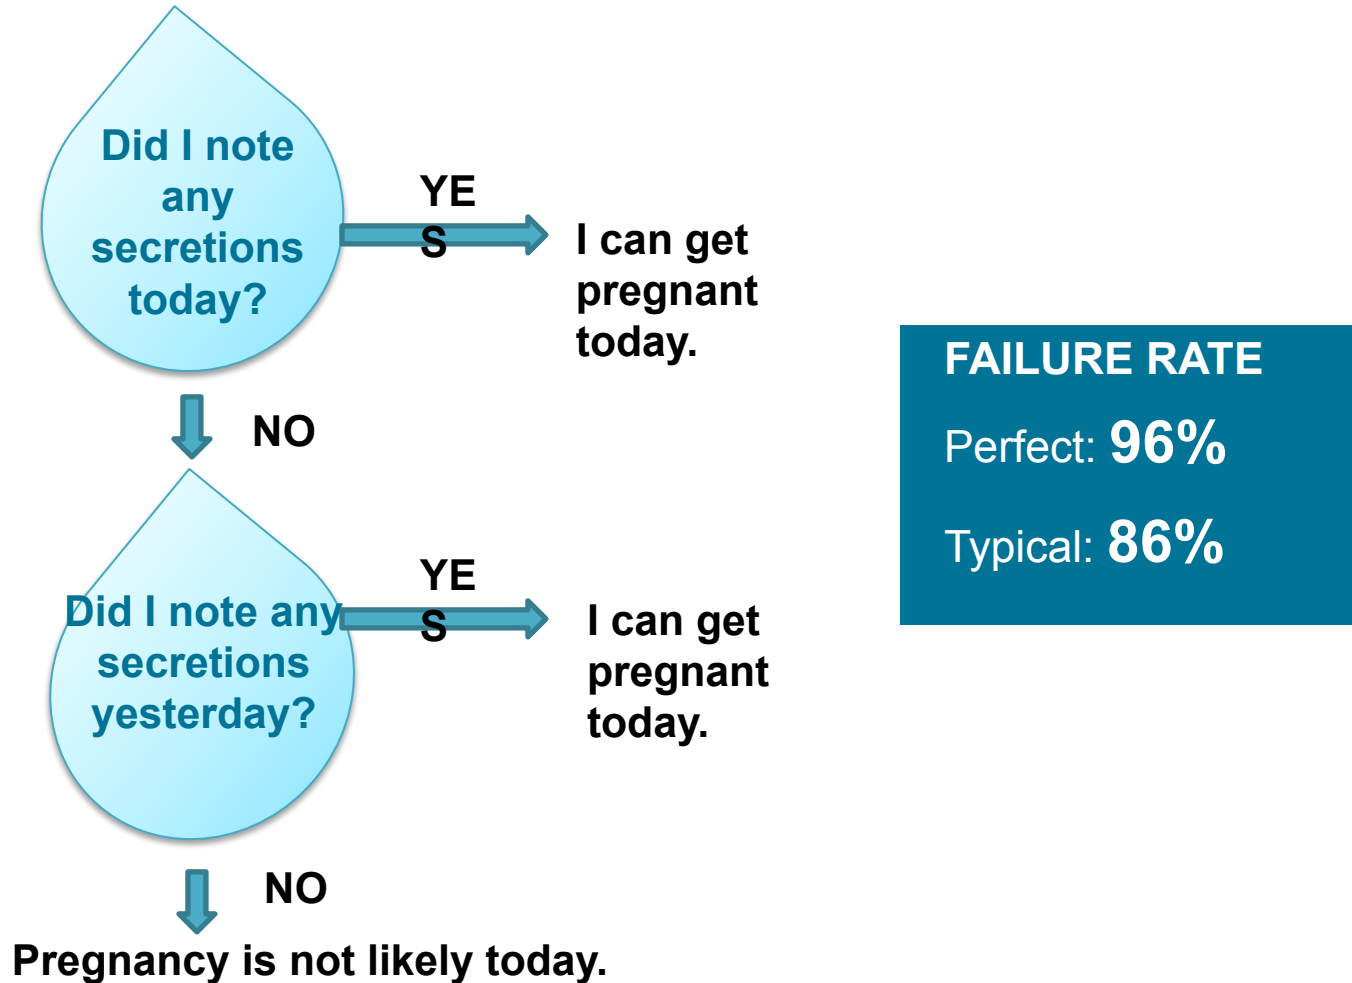 Did I note
any
secretions
today?
YE
S
I can get
pregnant
today.
NO
Did I note any
secretions
yesterday?
YE
S
I can get
pregnant
today.
NO
Pregnancy is not likely today.
FAILURE RATE
Perfect: 96%
Typical: 86%